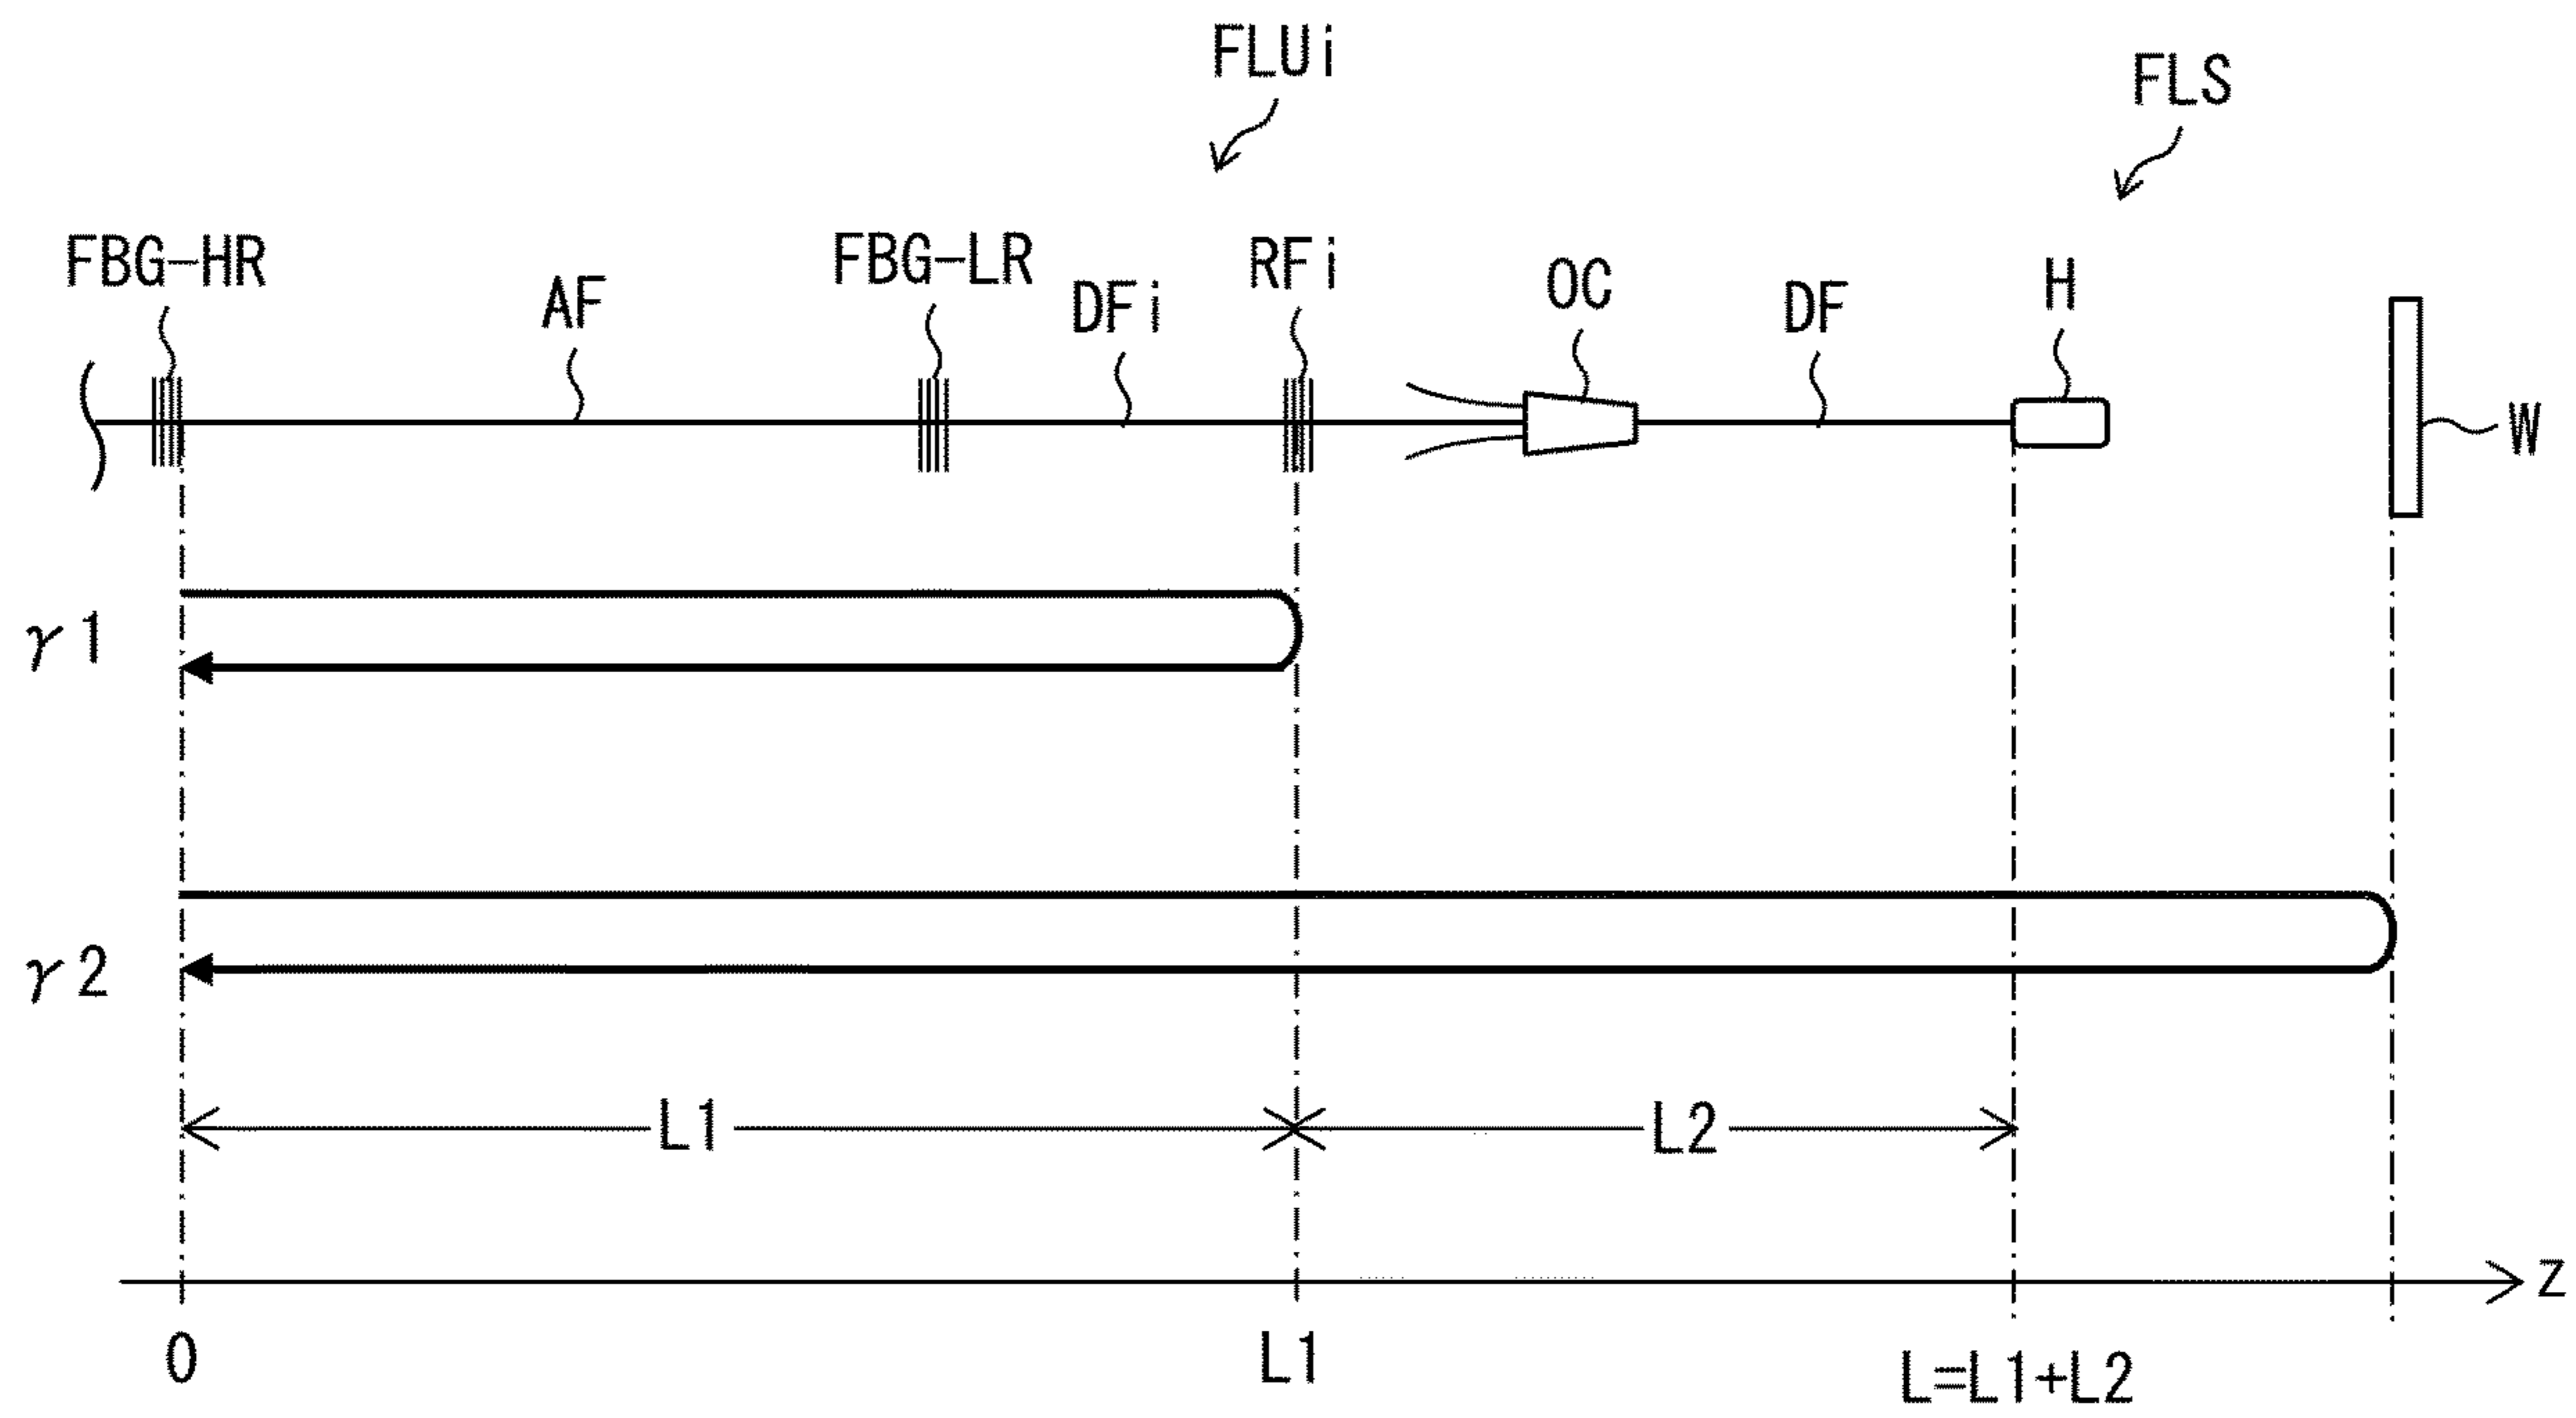 FLUi
FLS
FBG-HR
AF
FBG-LR
DFi
RFi
OC
DF
H
W
γ1
γ2
L1
L2
z
0
L1
L=L1+L2